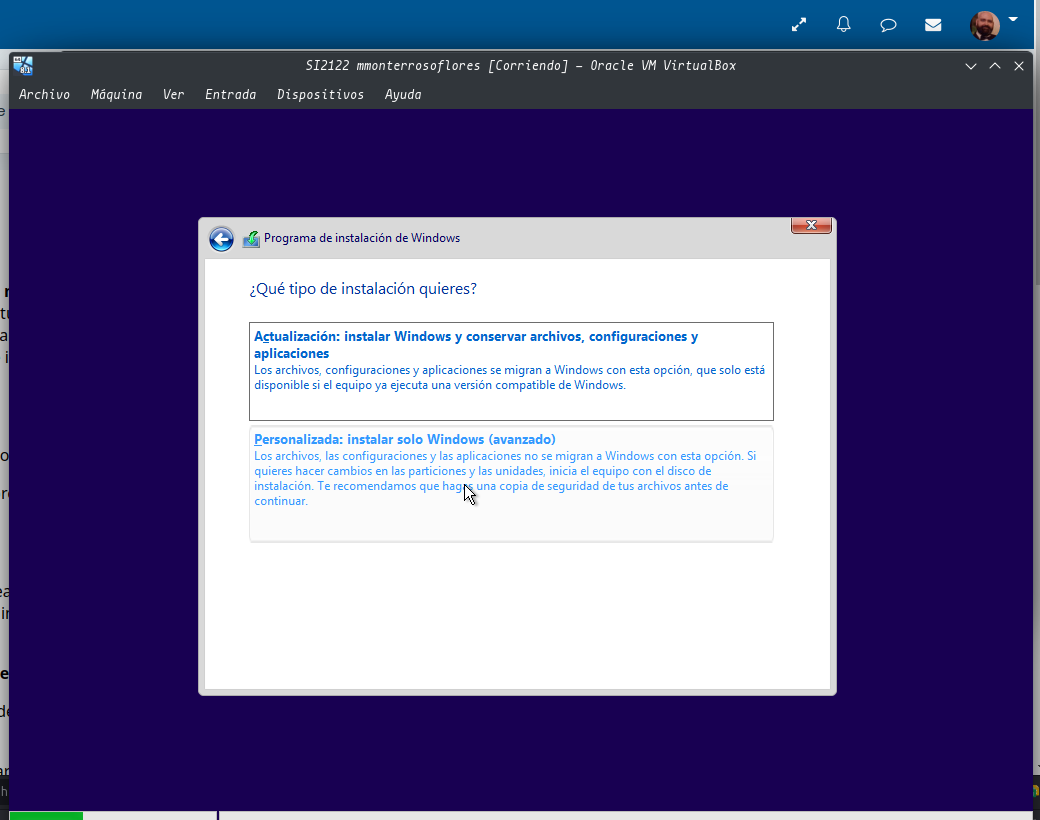 SI2122 mmonterrosoflores [Corriendo] – Oracle VM VirtualBox
Archivo Máquina Ver Entrada Dispositivos Ayuda
Programa de instalación de Windows
¿Qué tipo de instalación quieres?
Actualización: instalar Windows y conservar archivos, configuraciones y
aplicaciones
Los archivos, configuraciones y aplicaciones se migran a Windows con esta opción, que solo está
disponible si el equipo ya ejecuta una versión compatible de Windows.
Personalizada: instalar solo Windows (avanzado)
Los archivos, las configuraciones y las aplicaciones no se migran a Windows con esta opción. Si
quieres hacer cambios en las particiones y las unidades, inicia el equipo con el disco de
instalación. Te recomendamos que hagas una copia de seguridad de tus archivos antes de
continuar.